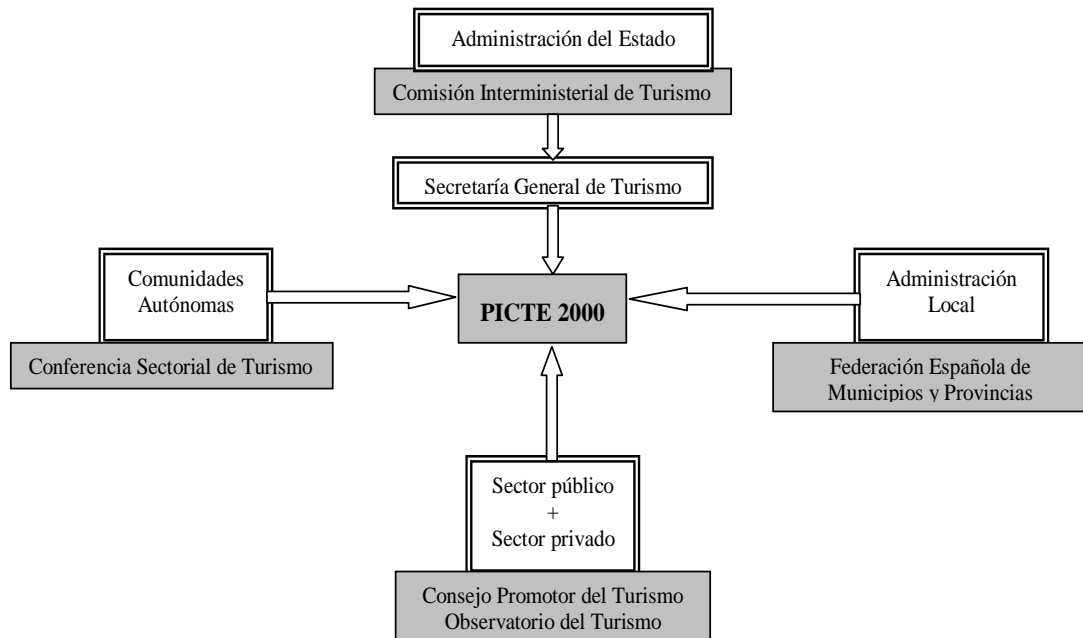 Administración del Estado
Comisión Interministerial de Turismo
Secretaría General de Turismo
Comunidades
Autónomas
Conferencia Sectorial de Turismo
PICTE 2000
Administración
Local
Federación Española de
Municipios y Provincias
Sector público
+
Sector privado
Consejo Promotor del Turismo
Observatorio del Turismo